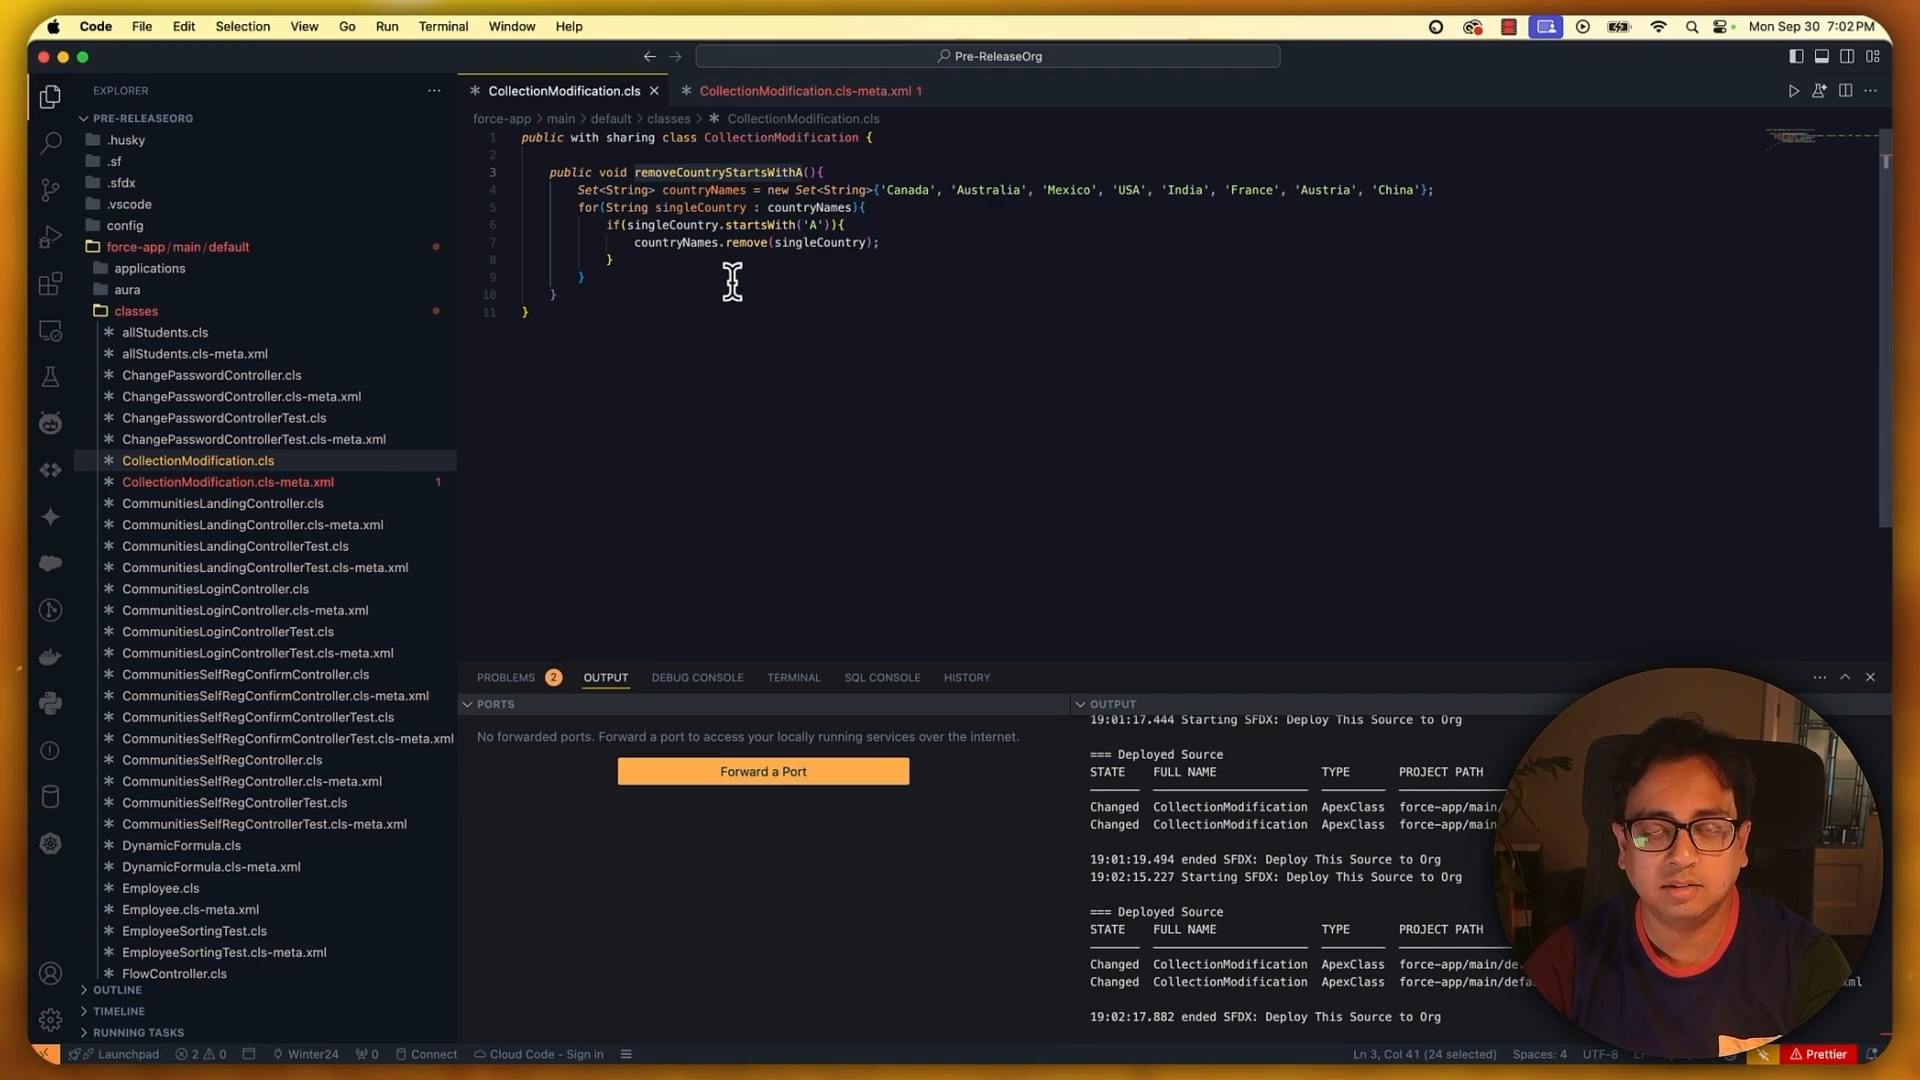 Code File Edit Selection View Go Run Terminal Window Help
Mon Sep 30 7:02 PM
Pre-ReleaseOrg
EXPLORER
PRE-RELEASEORG
.husky
.sf
.sfdx
.vscode
config
force-app / main / default
applications
aura
classes
allStudents.cls
allStudents.cls-meta.xml
ChangePasswordController.cls
ChangePasswordController.cls-meta.xml
ChangePasswordControllerTest.cls
ChangePasswordControllerTest.cls-meta.xml
CollectionModification.cls
CollectionModification.cls-meta.xml 1
CommunitiesLandingController.cls
CommunitiesLandingController.cls-meta.xml
CommunitiesLandingControllerTest.cls
CommunitiesLandingControllerTest.cls-meta.xml
CommunitiesLoginController.cls
CommunitiesLoginController.cls-meta.xml
CommunitiesLoginControllerTest.cls
CommunitiesLoginControllerTest.cls-meta.xml
CommunitiesSelfRegConfirmController.cls
CommunitiesSelfRegConfirmController.cls-meta.xml
CommunitiesSelfRegConfirmControllerTest.cls
CommunitiesSelfRegConfirmControllerTest.cls-meta.xml
CommunitiesSelfRegController.cls
CommunitiesSelfRegController.cls-meta.xml
CommunitiesSelfRegControllerTest.cls
CommunitiesSelfRegControllerTest.cls-meta.xml
DynamicFormula.cls
DynamicFormula.cls-meta.xml
Employee.cls
Employee.cls-meta.xml
EmployeeSortingTest.cls
EmployeeSortingTest.cls-meta.xml
FlowController.cls
OUTLINE
TIMELINE
RUNNING TASKS
CollectionModification.cls CollectionModification.cls-meta.xml 1
force-app > main > default > classes > CollectionModification.cls
1 public with sharing class CollectionModification {
2
3 public void removeCountryStartsWithA(){
4 Set<String> countryNames = new Set<String>{'Canada', 'Australia', 'Mexico', 'USA', 'India', 'France', 'Austria', 'China'};
5 for(String singleCountry : countryNames){
6 if(singleCountry.startsWith('A')){
7 countryNames.remove(singleCountry);
8 }
9 }
10 }
11 }
PROBLEMS 2 OUTPUT DEBUG CONSOLE TERMINAL SQL CONSOLE HISTORY
PORTS
No forwarded ports. Forward a port to access your locally running services over the internet.
Forward a Port
OUTPUT
19:01:17.444 Starting SFDX: Deploy This Source to Org
=== Deployed Source
STATE FULL NAME TYPE PROJECT PATH
Changed CollectionModification ApexClass force-app/main/
Changed CollectionModification ApexClass force-app/main
19:01:19.494 ended SFDX: Deploy This Source to Org
19:02:15.227 Starting SFDX: Deploy This Source to Org
=== Deployed Source
STATE FULL NAME TYPE PROJECT PATH
Changed CollectionModification ApexClass force-app/main/de
Changed CollectionModification ApexClass force-app/main/defa xml
19:02:17.882 ended SFDX: Deploy This Source to Org
Launchpad 2 0 Winter24 0 Connect Cloud Code - Sign in Ln 3, Col 41 (24 selected) Spaces: 4 UTF-8 Prettier